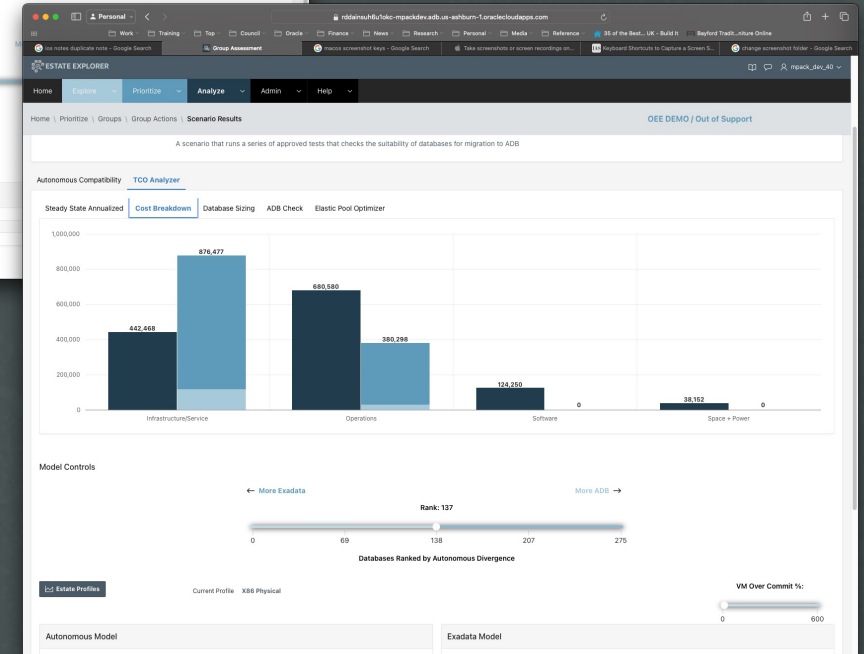 Personal
rddainsuh6u1okc-mpackdev.adb.us-ashburn-1.oraclecloudapps.com
Work Training Top Council Oracle Finance News Research Personal Media Reference 35 of the Best... UK - Build It Bayford Tradit...niture Online
ios notes duplicate note - Google Search Group Assessment macos screenshot keys - Google Search Take screenshots or screen recordings on... IAS Keyboard Shortcuts to Capture a Screen S... change screenshot folder - Google Search
ESTATE EXPLORER mpack_dev_40
Home Explore Prioritize Analyze Admin Help
Home \ Prioritize \ Groups \ Group Actions \ Scenario Results OEE DEMO / Out of Support
A scenario that runs a series of approved tests that checks the suitability of databases for migration to ADB
Autonomous Compatibility TCO Analyzer
Steady State Annualized Cost Breakdown Database Sizing ADB Check Elastic Pool Optimizer
1,000,000
876,477
800,000
680,580
600,000
442,468
400,000
380,298
200,000
124,250
0
38,152
0
0
Infrastructure/Service Operations Software Space + Power
Model Controls
← More Exadata More ADB →
Rank: 137
0 69 138 207 275
Databases Ranked by Autonomous Divergence
Estate Profiles Current Profile X86 Physical VM Over Commit %:
0 600
Autonomous Model Exadata Model